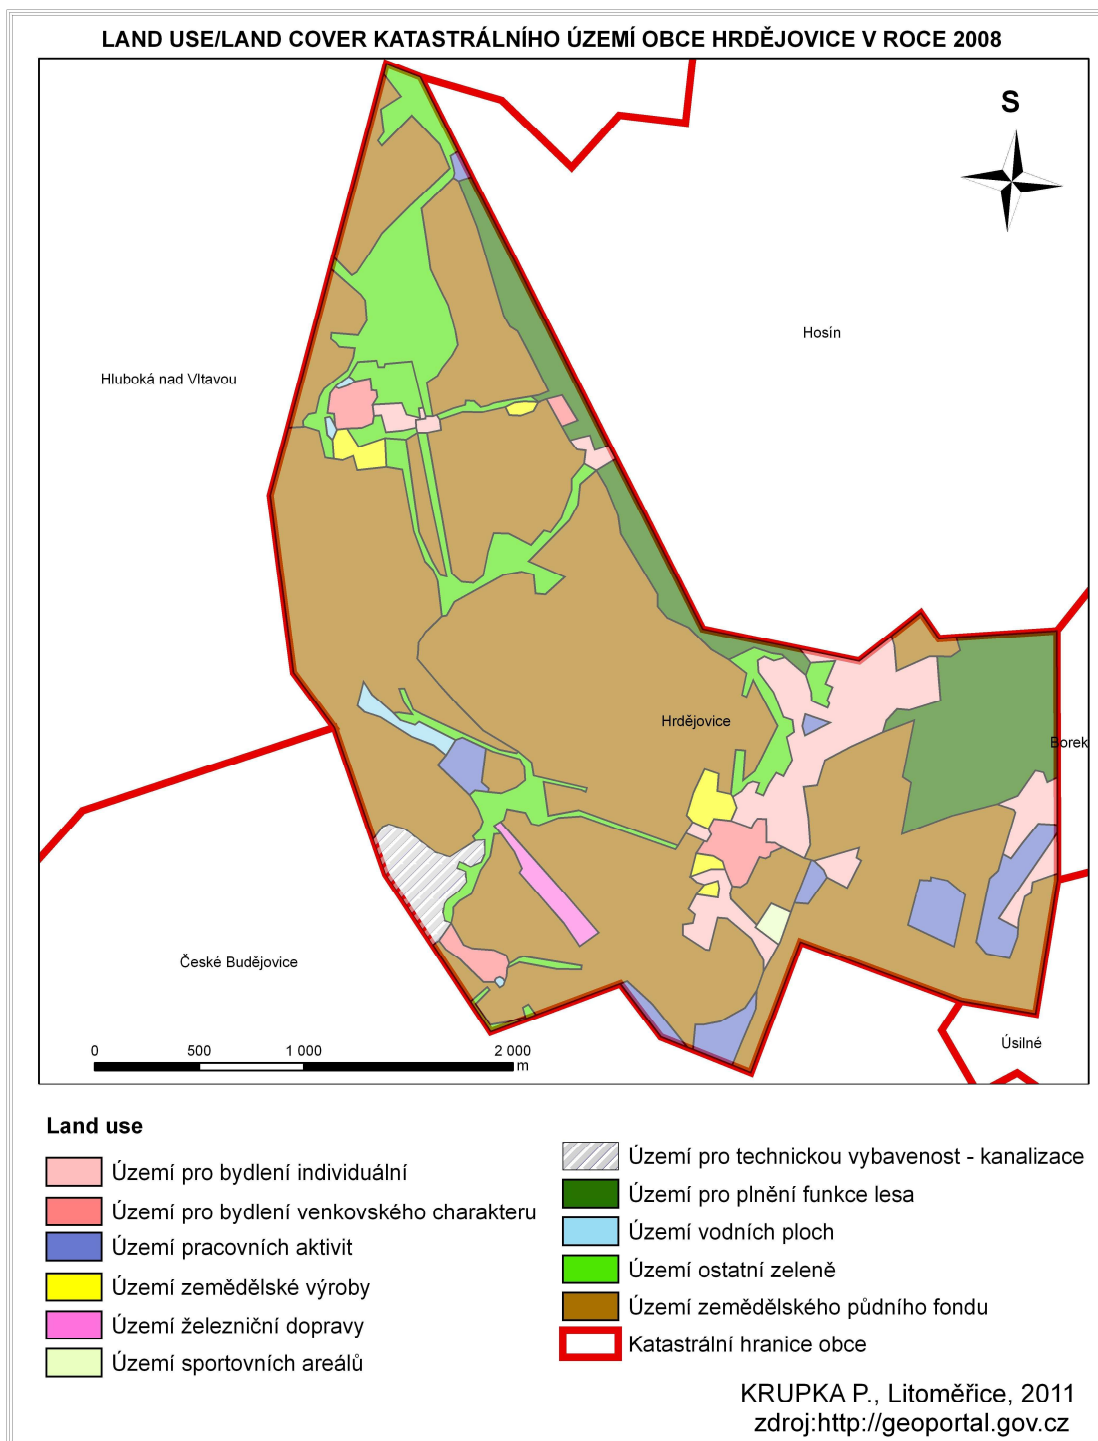 LAND USE/LAND COVER KATASTRÁLNÍHO ÚZEMÍ OBCE HRDĚJOVICE V ROCE 2008
S
Hosín
Hluboká nad Vltavou
Hrdějovice
Borek
České Budějovice
Úsilné
0 500 1 000 2 000
m
Land use
Území pro bydlení individuální
Území pro bydlení venkovského charakteru
Území pracovních aktivit
Území zemědělské výroby
Území železniční dopravy
Území sportovních areálů
Území pro technickou vybavenost - kanalizace
Území pro plnění funkce lesa
Území vodních ploch
Území ostatní zeleně
Území zemědělského půdního fondu
Katastrální hranice obce
KRUPKA P., Litoměřice, 2011
zdroj:http://geoportal.gov.cz